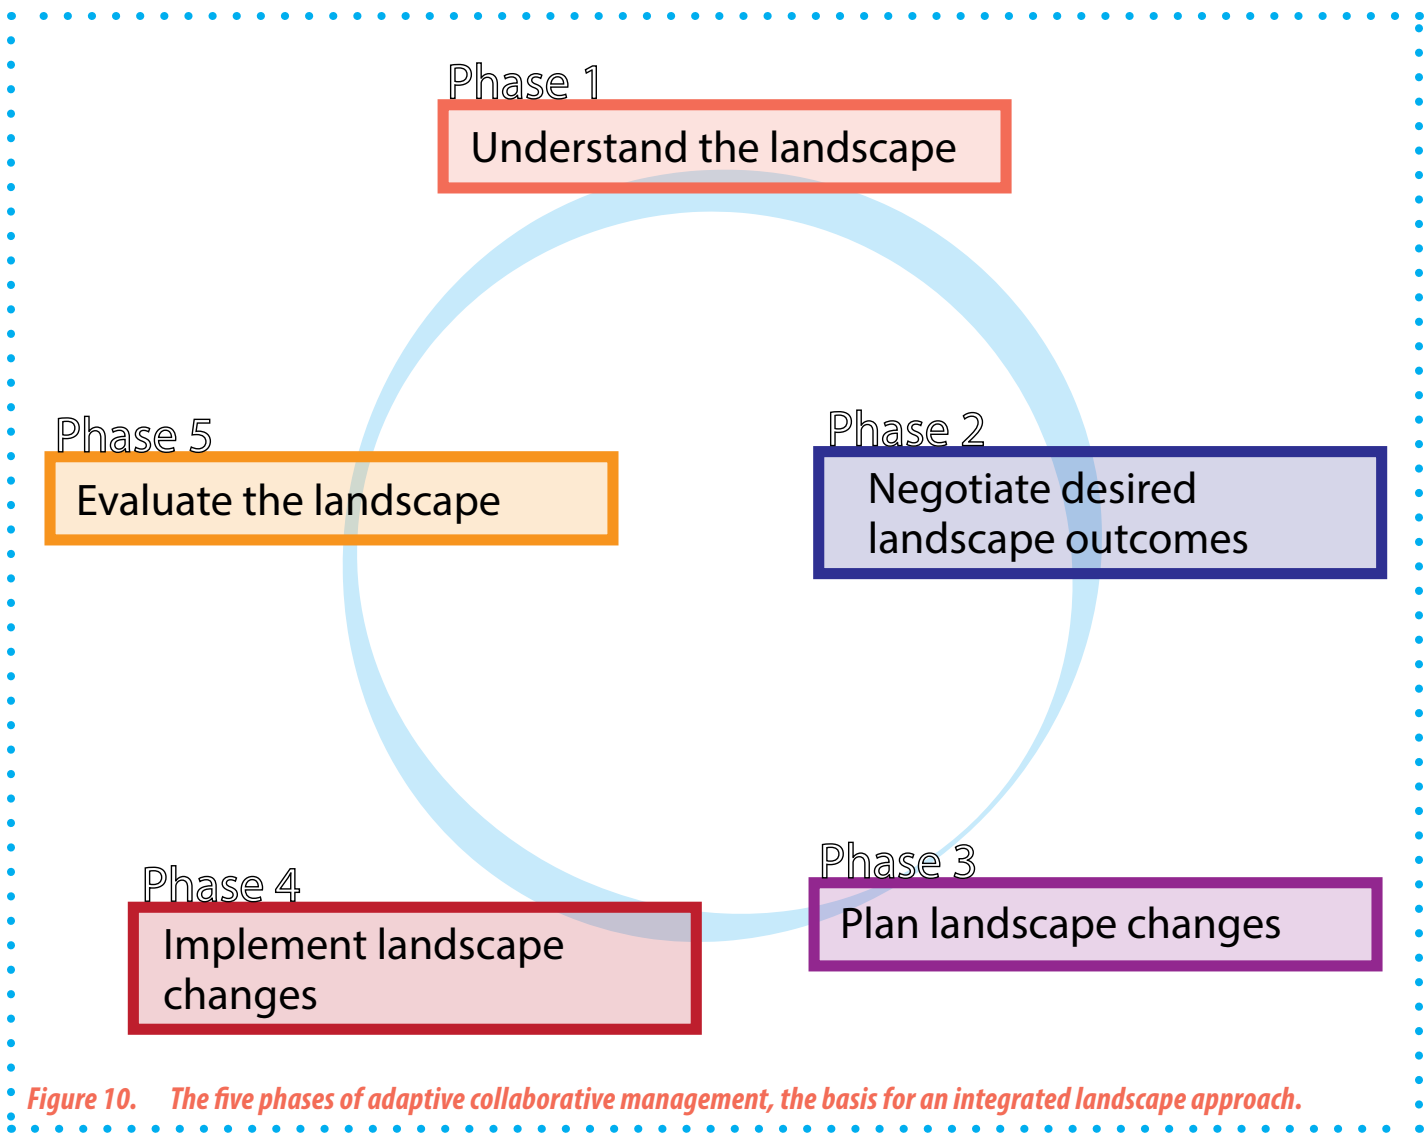 Phase 1
Understand the landscape
Phase 2
Negotiate desired
landscape outcomes
Phase 3
Plan landscape changes
Phase 4
Implement landscape
changes
Phase 5
Evaluate the landscape
Figure 10. The five phases of adaptive collaborative management, the basis for an integrated landscape approach.